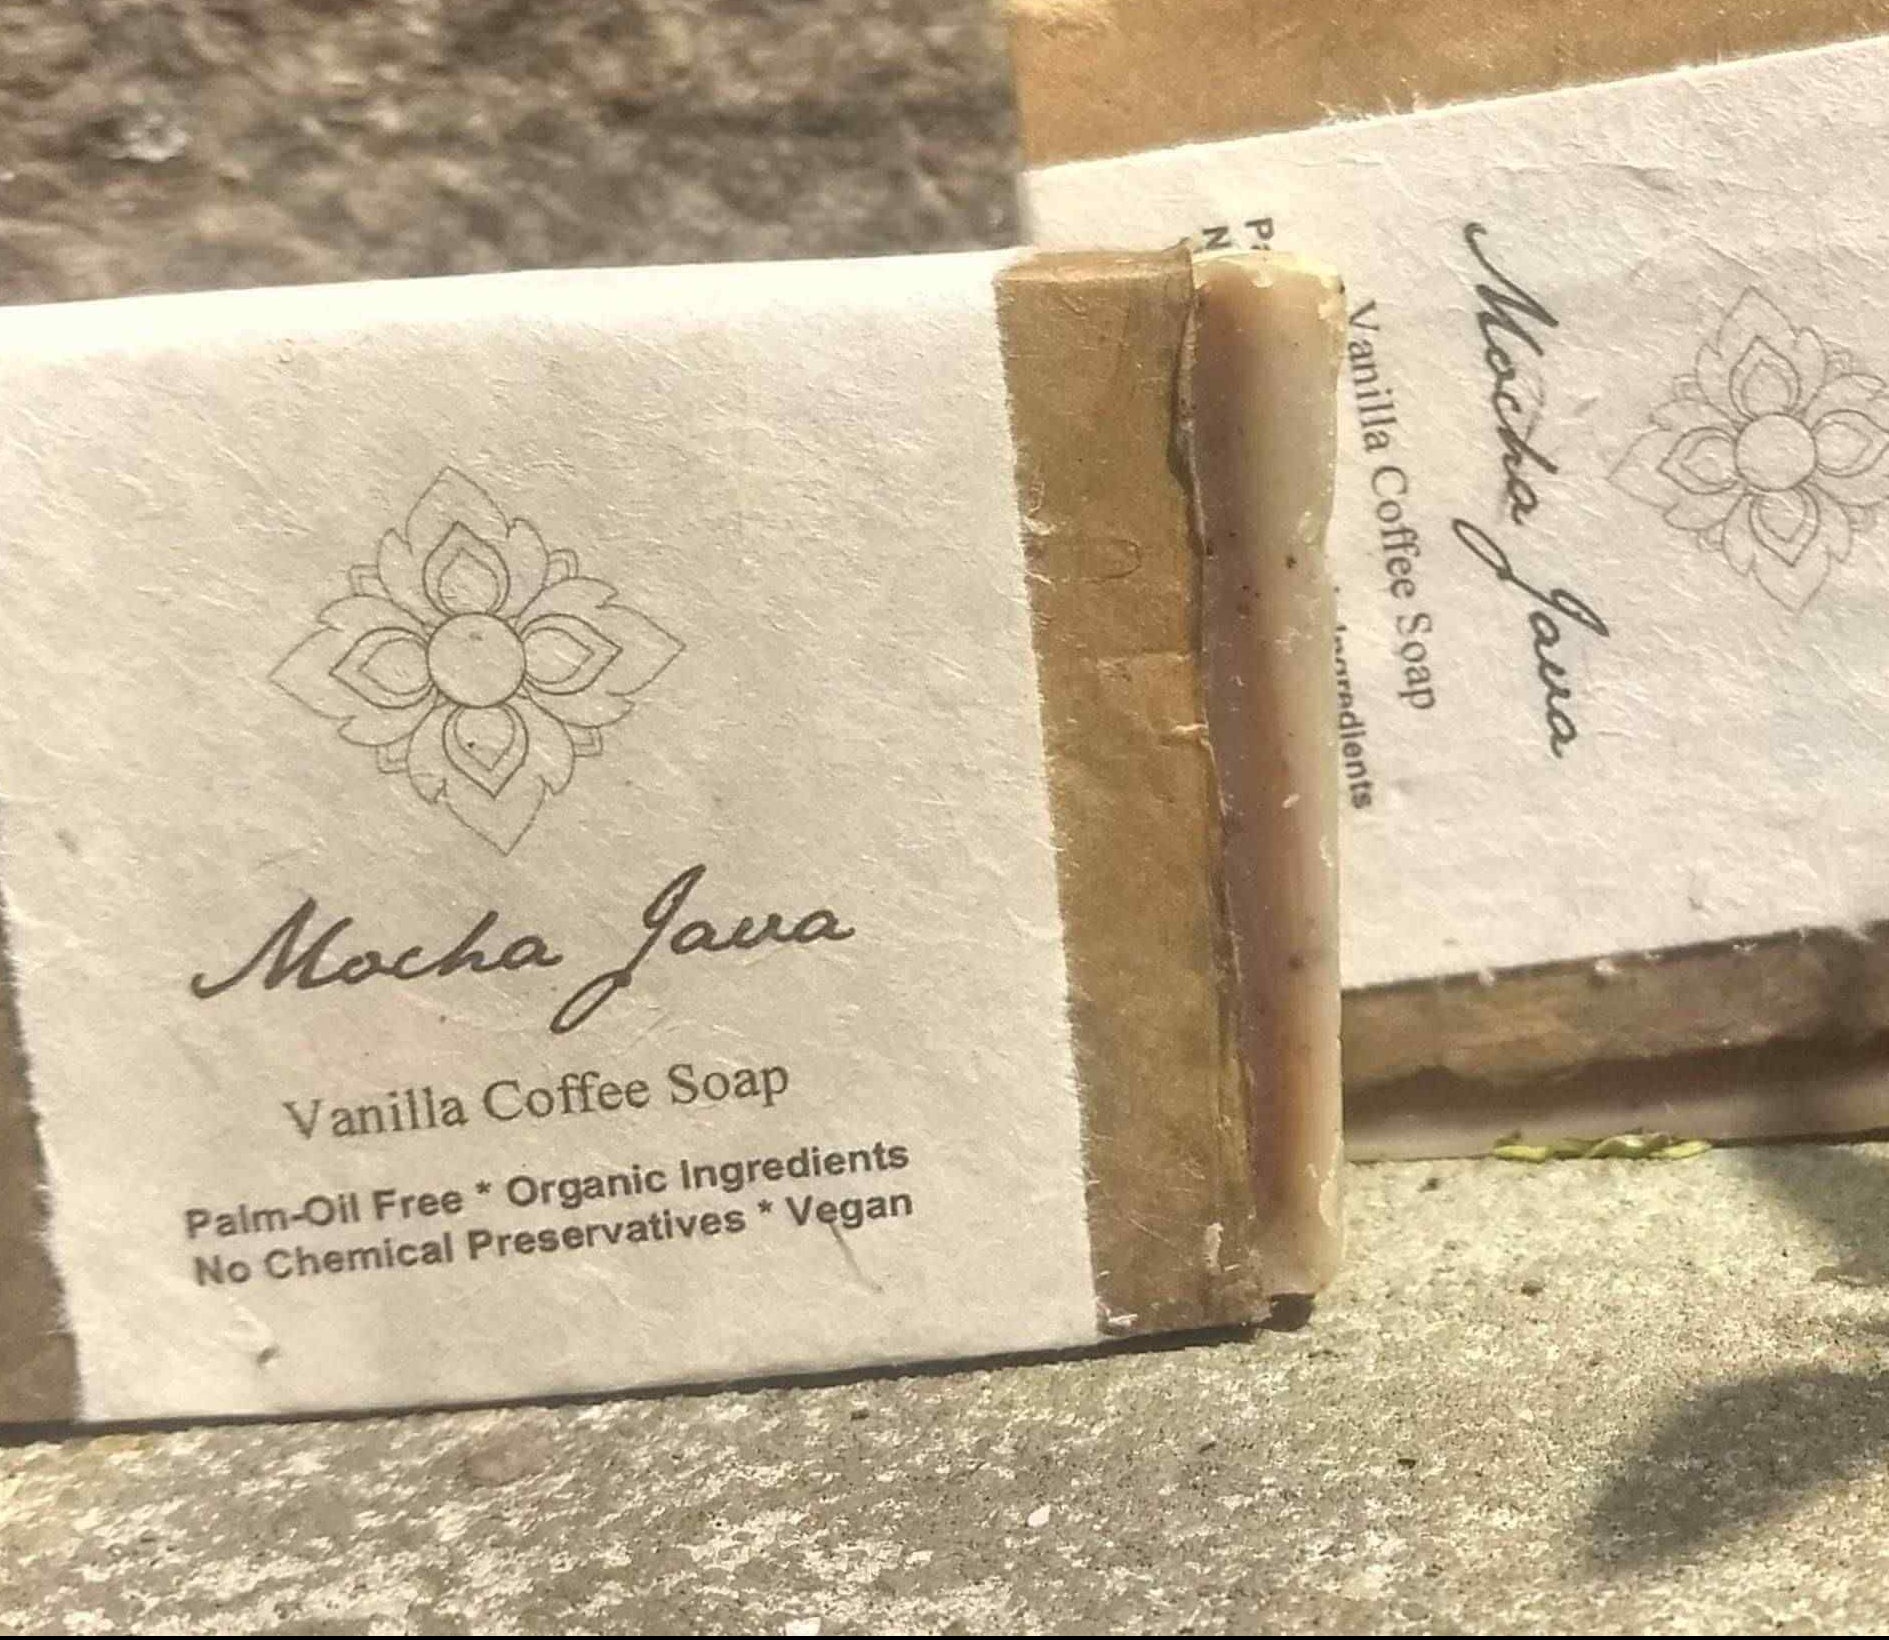 Mocha Java
Vanilla Coffee Soap
Palm-Oil Free * Organic Ingredients
No Chemical Preservatives * Vegan
Mocha Java
Vanilla Coffee Soap
Ingredients